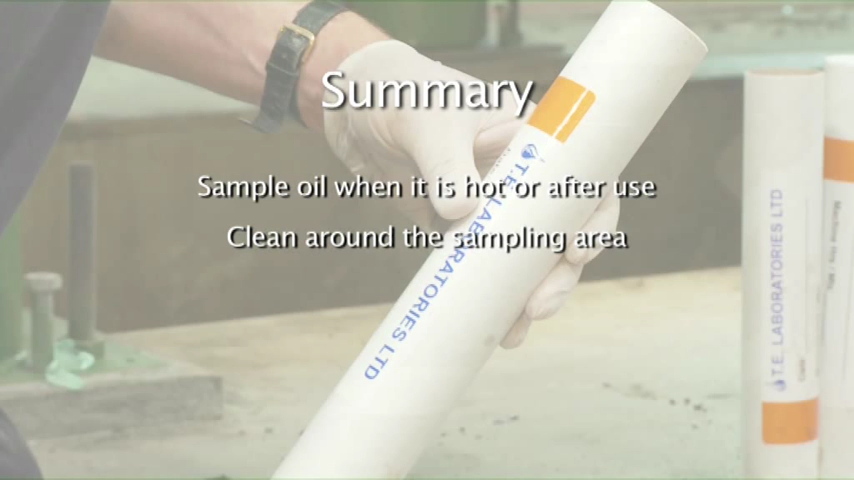 Summary
Sample oil when it is hot or after use
Clean around the sampling area
T.E. LABORATORIES LTD
T.E. LABORATORIES LTD